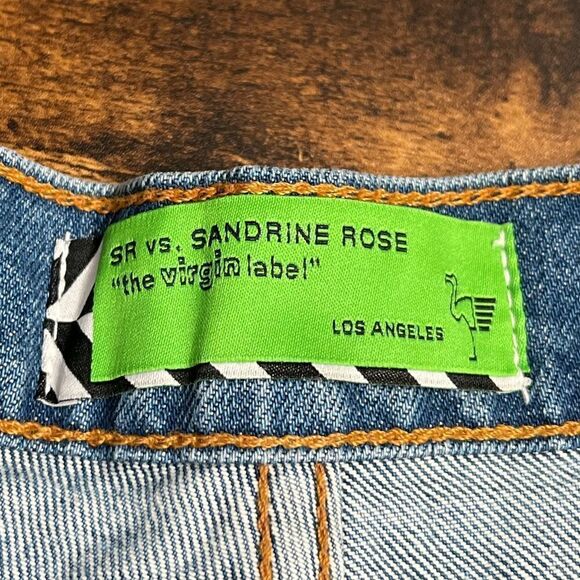 SR vs. SANDRINE ROSE
"the virgin label"
LOS ANGELES